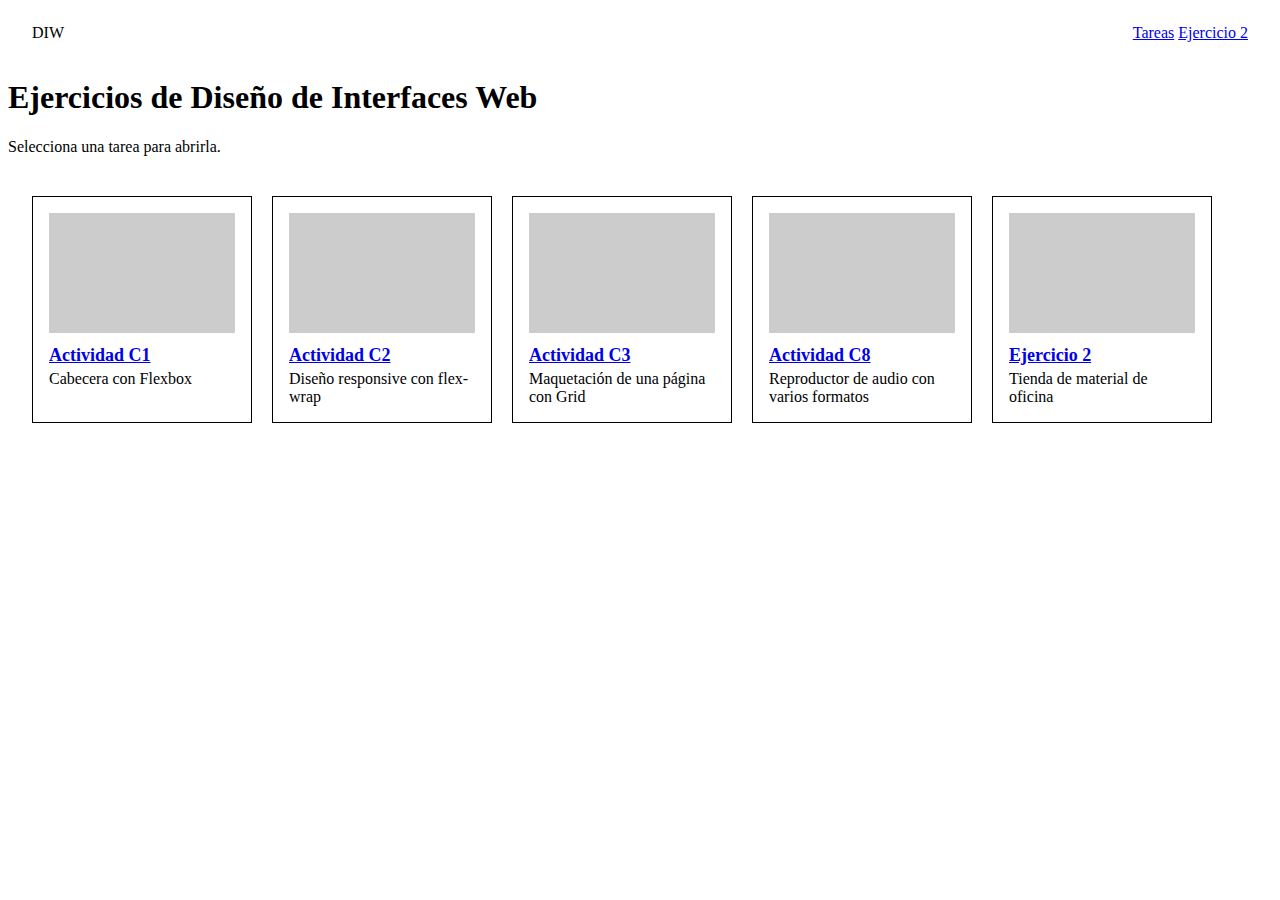 DIW
Tareas Ejercicio 2
Ejercicios de Diseño de Interfaces Web
Selecciona una tarea para abrirla.
Actividad C1
Cabecera con Flexbox
Actividad C2
Diseño responsive con flex-
wrap
Actividad C3
Maquetación de una página
con Grid
Actividad C8
Reproductor de audio con
varios formatos
Ejercicio 2
Tienda de material de
oficina